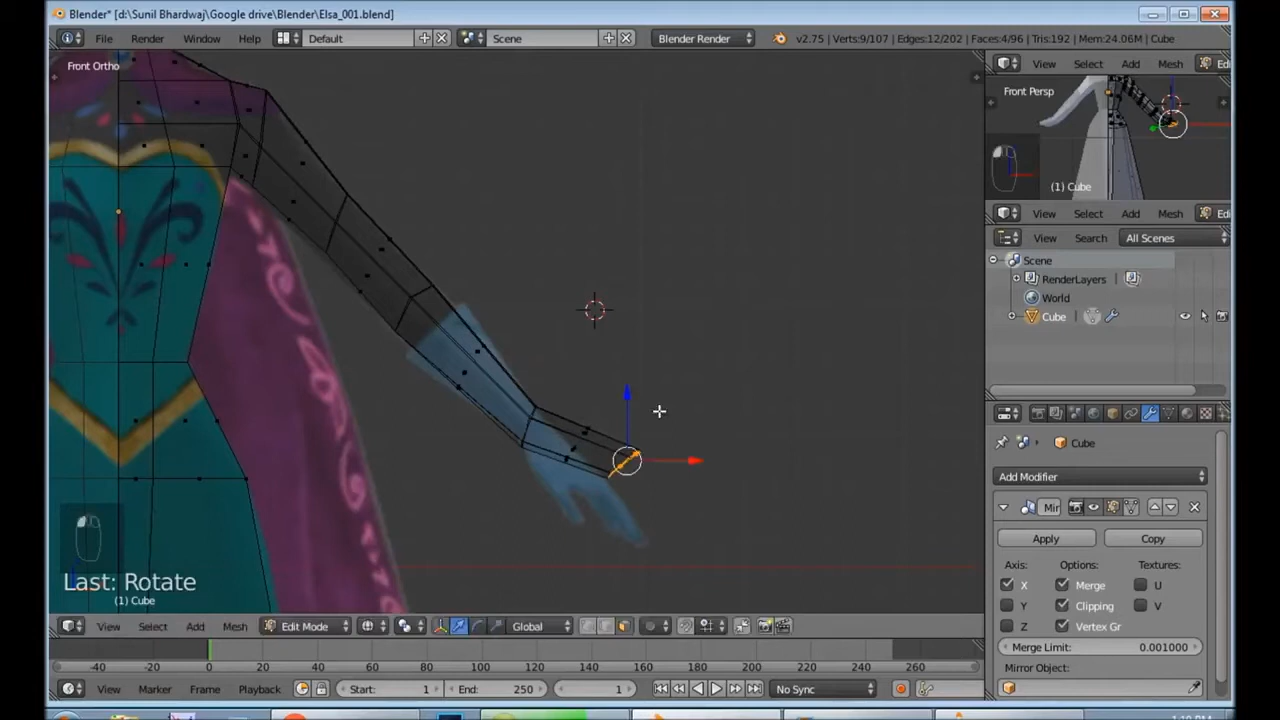 Blender* [d:\Sunil Bhardwaj\Google drive\Blender\Elsa_001.blend]
File Render Window Help Default Scene Blender Render v2.75 | Verts:9/107 | Edges:12/202 | Faces:4/96 | Tris:192 | Mem:24.06M | Cube
Front Ortho
View Select Add Mesh Ed
Front Persp
(1) Cube
View Select Add Mesh Ed
View Search All Scenes
Scene
RenderLayers
World
Cube
Cube
Add Modifier
Mir
Apply Copy
Axis: Options: Textures:
X Merge U
Y Clipping V
Z Vertex Gr
Merge Limit: 0.001000
Mirror Object:
Last: Rotate
(1) Cube
View Select Add Mesh Edit Mode Global
-40 -20 0 20 40 60 80 100 120 140 160 180 200 220 240 260
View Marker Frame Playback Start: 1 End: 250 1 No Sync